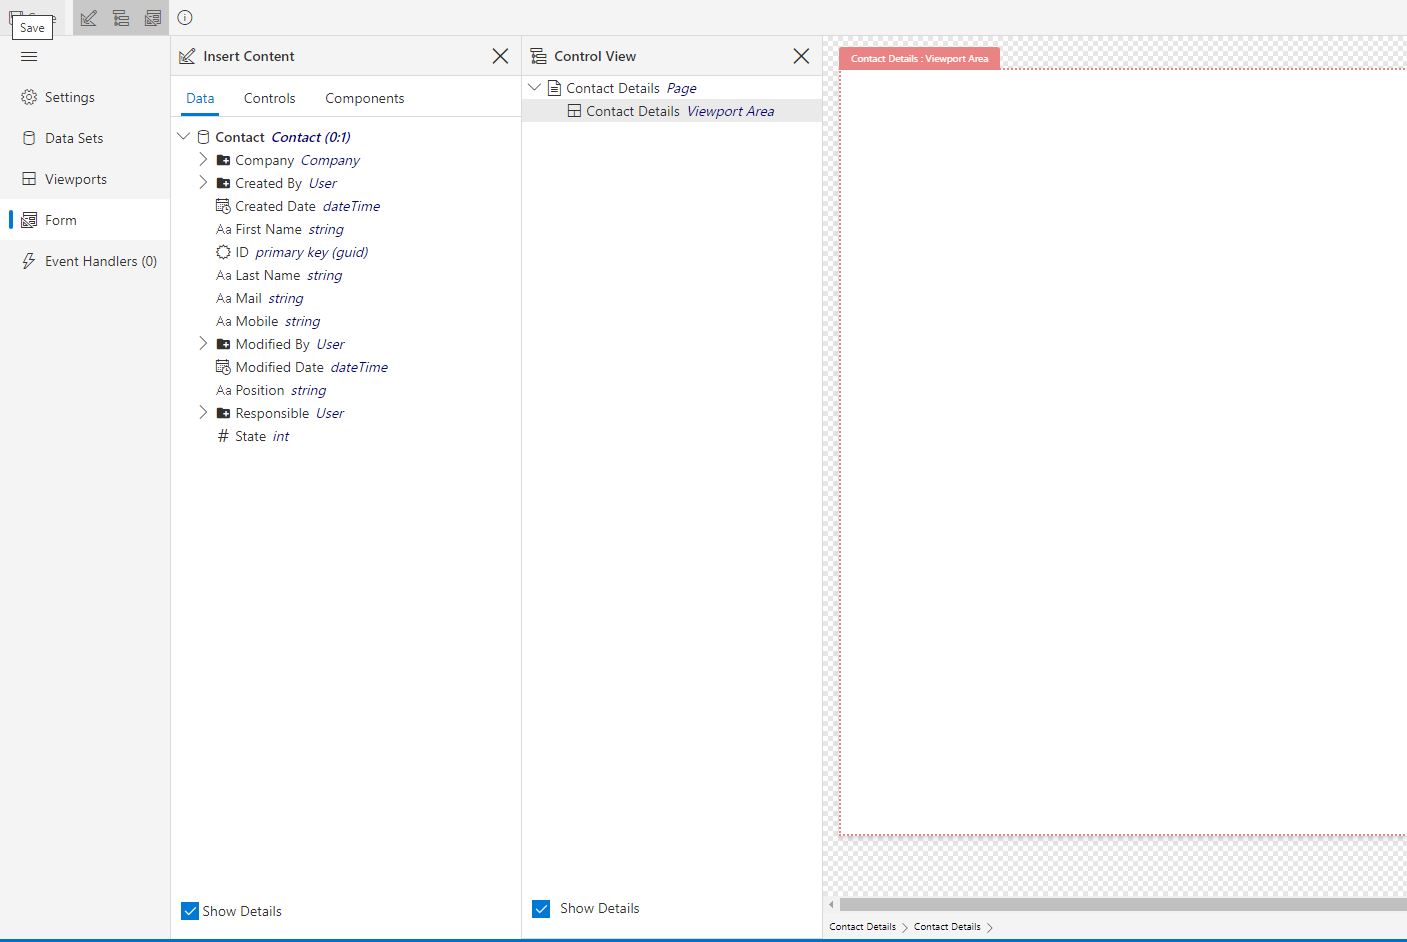 Save
Settings
Data Sets
Viewports
Form
Event Handlers (0)
Insert Content
Data Controls Components
Contact Contact (0:1)
Company Company
Created By User
Created Date dateTime
Aa First Name string
ID primary key (guid)
Aa Last Name string
Aa Mail string
Aa Mobile string
Modified By User
Modified Date dateTime
Aa Position string
Responsible User
# State int
Show Details
Control View
Contact Details Page
Contact Details Viewport Area
Show Details
Contact Details : Viewport Area
Contact Details > Contact Details >